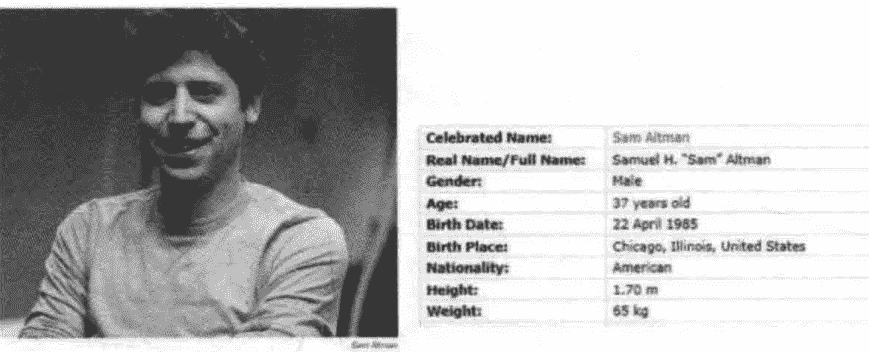 Sam Altman
Celebrated Name: Sam Altman
Real Name/Full Name: Samuel H. "Sam" Altman
Gender: Male
Age: 37 years old
Birth Date: 22 April 1985
Birth Place: Chicago, Illinois, United States
Nationality: American
Height: 1.70 m
Weight: 65 kg